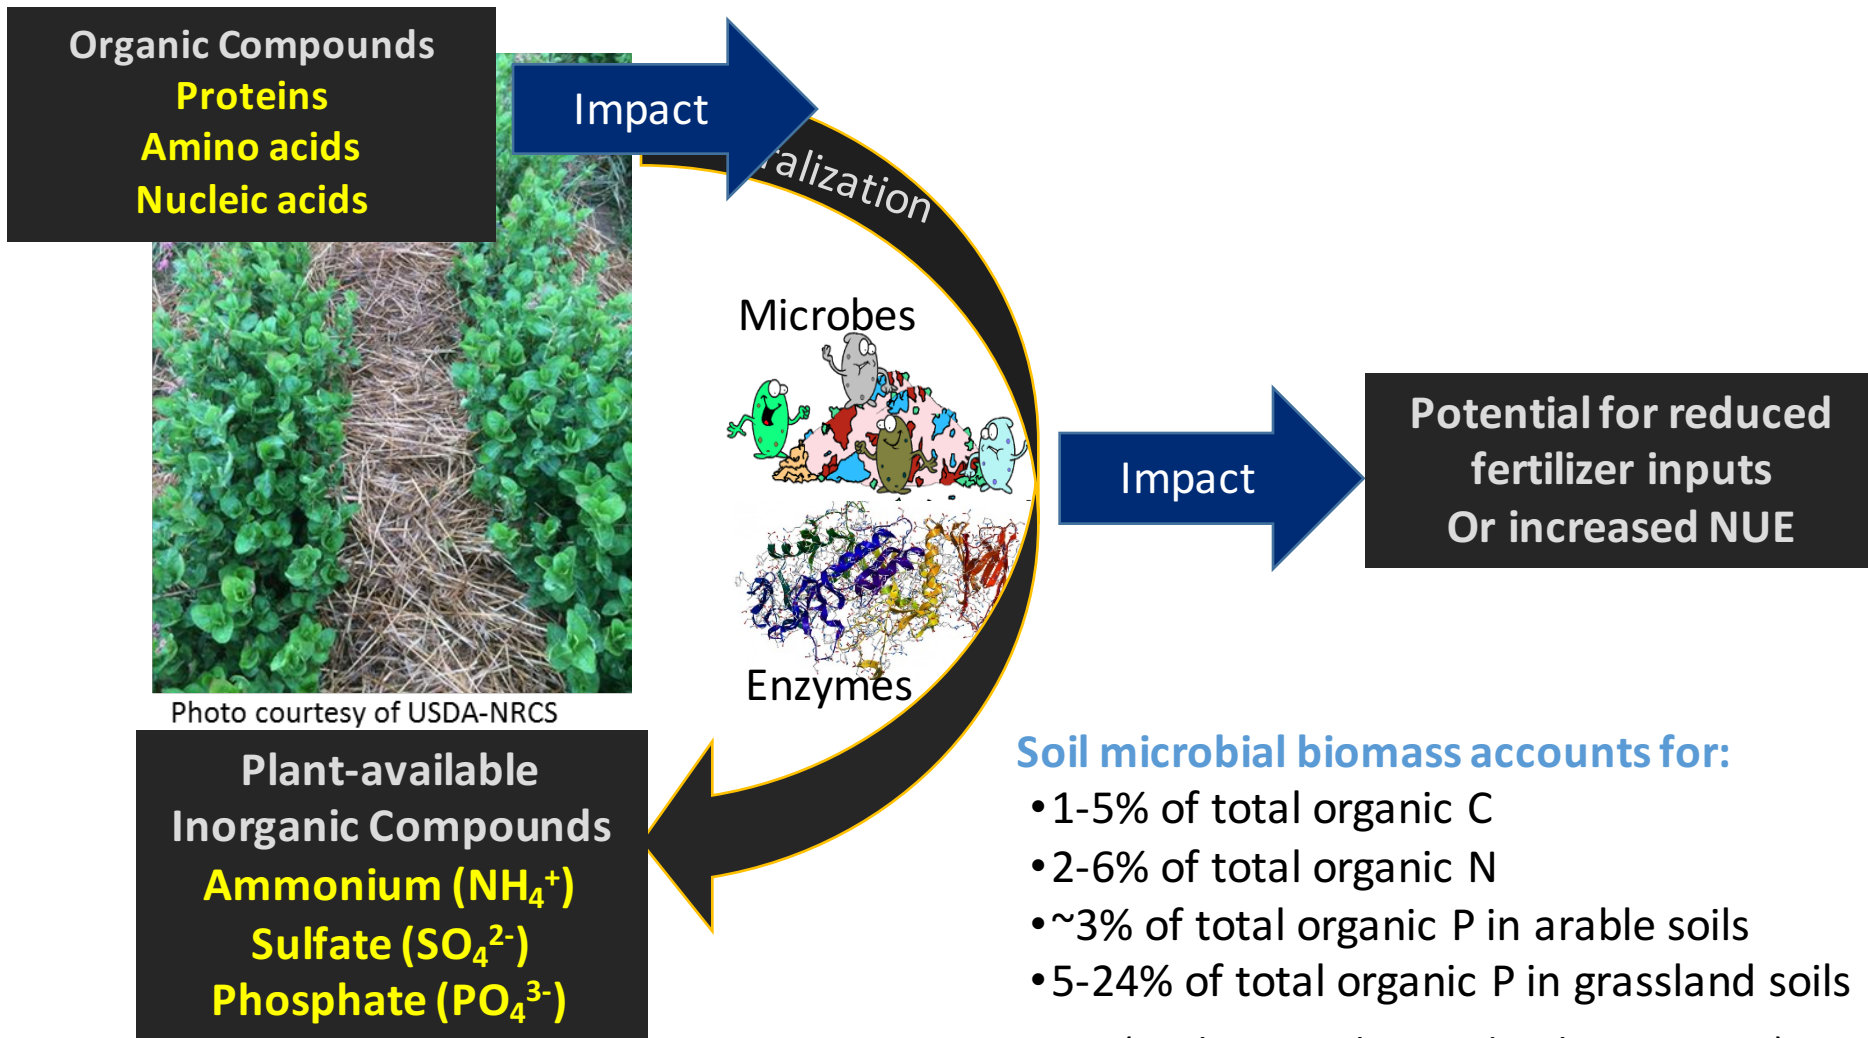 Organic Compounds
Proteins
Amino acids
Nucleic acids
Impact
ralization
Microbes
Enzymes
Impact
Potential for reduced
fertilizer inputs
Or increased NUE
Photo courtesy of USDA-NRCS
Plant-available
Inorganic Compounds
Ammonium (NH₄⁺)
Sulfate (SO₄²⁻)
Phosphate (PO₄³⁻)
Soil microbial biomass accounts for:
•1-5% of total organic C
•2-6% of total organic N
•~3% of total organic P in arable soils
•5-24% of total organic P in grassland soils